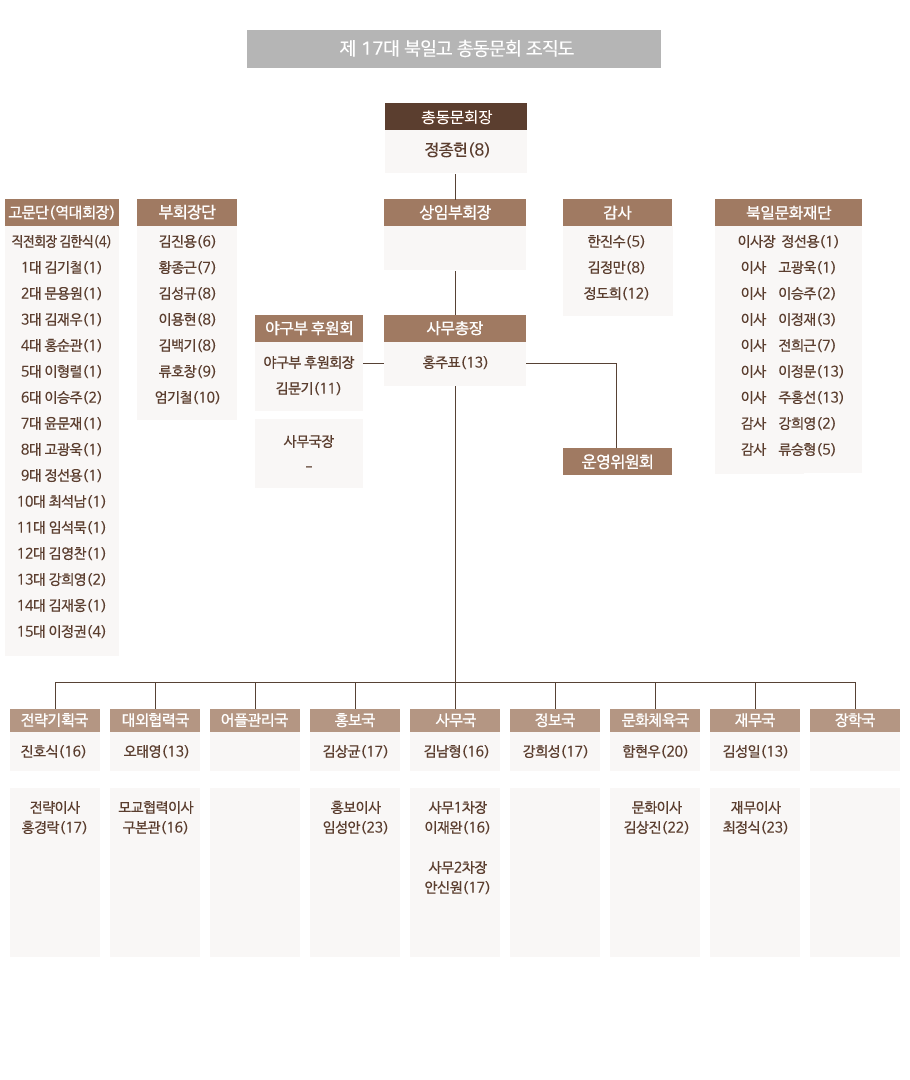 제 17대 북일고 총동문회 조직도
총동문회장
정종헌(8)
고문단(역대회장)
직전회장 김한식(4)
1대 김기철(1)
2대 문용원(1)
3대 김재우(1)
4대 홍순관(1)
5대 이형렬(1)
6대 이승주(2)
7대 윤문재(1)
8대 고광욱(1)
9대 정선용(1)
10대 최석남(1)
11대 임석묵(1)
12대 김영찬(1)
13대 강희영(2)
14대 김재웅(1)
15대 이정권(4)
부회장단
김진용(6)
황종근(7)
김성규(8)
이용현(8)
김백기(8)
류호창(9)
엄기철(10)
상임부회장
감사
한진수(5)
김정만(8)
정도희(12)
북일문화재단
이사장 정선용(1)
이사 고광욱(1)
이사 이승주(2)
이사 이정재(3)
이사 전희근(7)
이사 이정문(13)
이사 주홍선(13)
감사 강희영(2)
감사 류승형(5)
야구부 후원회
야구부 후원회장
김문기(11)
사무국장
–
사무총장
홍주표(13)
운영위원회
전략기획국
진호식(16)
전략이사
홍경락(17)
대외협력국
오태영(13)
모교협력이사
구본관(16)
어플관리국
홍보국
김상균(17)
홍보이사
임성안(23)
사무국
김남형(16)
사무1차장
이재완(16)
사무2차장
안신원(17)
정보국
강희성(17)
문화체육국
함현우(20)
문화이사
김상진(22)
재무국
김성일(13)
재무이사
최정식(23)
장학국